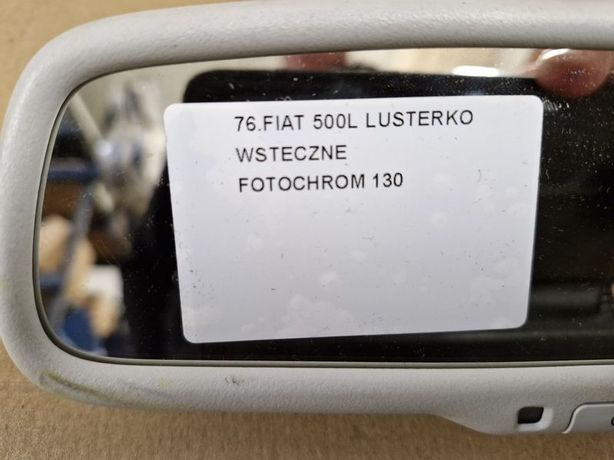 76.FIAT 500L LUSTERKO
WSTECZNE
FOTOCHROM 130